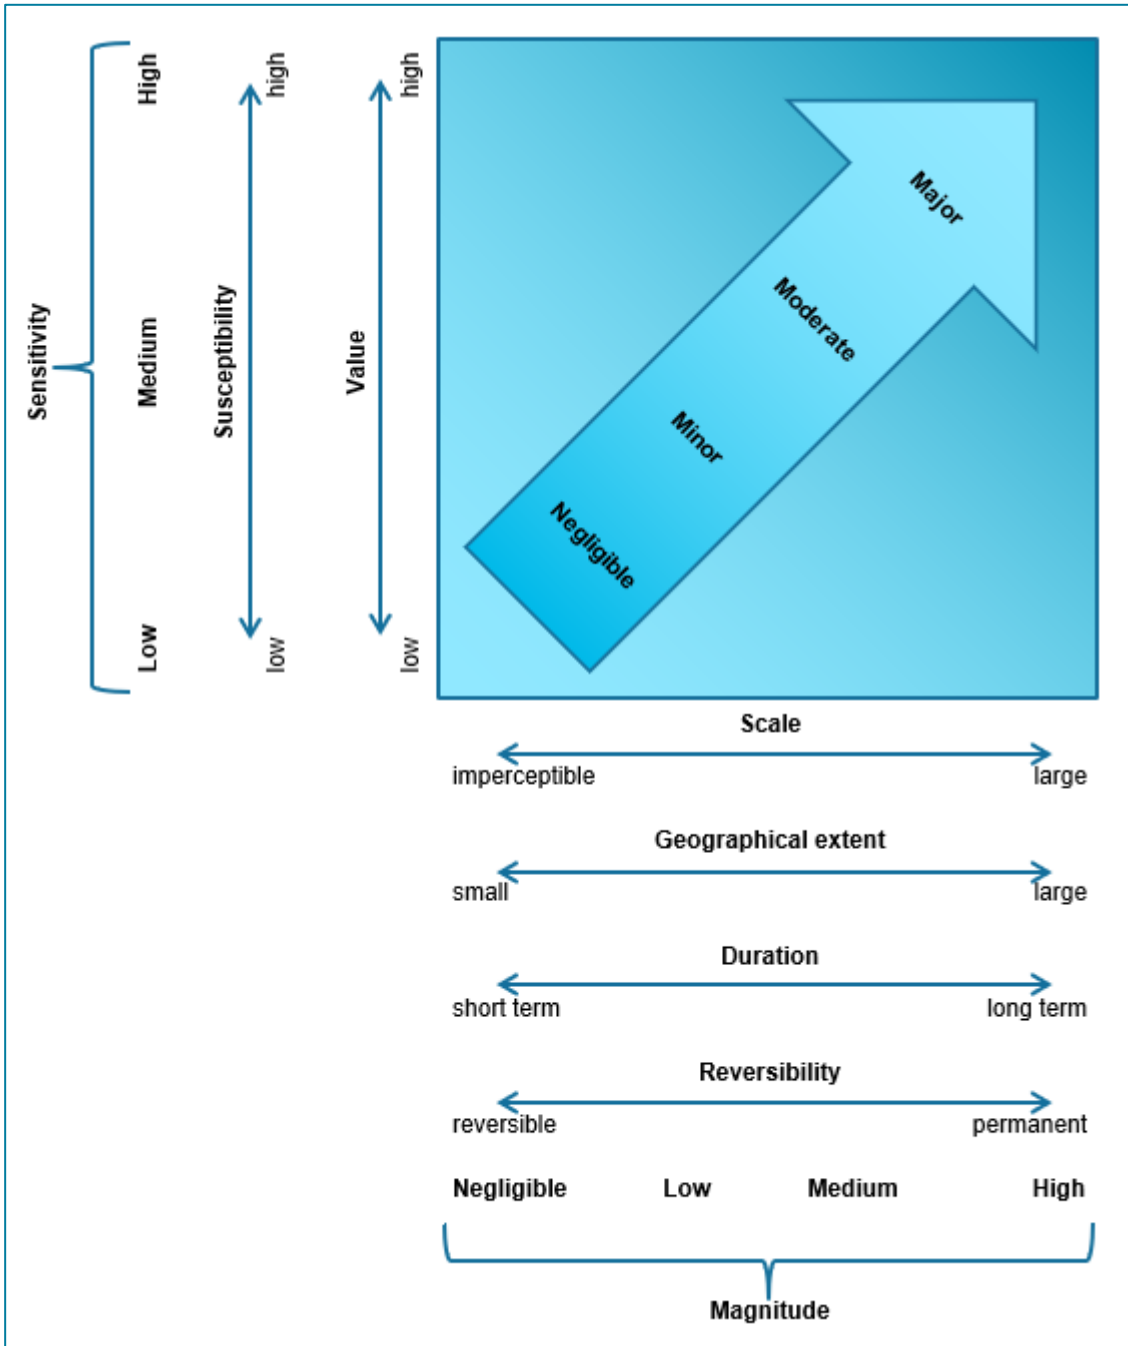 Sensitivity
High
Medium
Low
Susceptibility
high
low
Value
high
low
Major
Moderate
Minor
Negligible
Scale
imperceptible large
Geographical extent
small large
Duration
short term long term
Reversibility
reversible permanent
Negligible Low Medium High
Magnitude